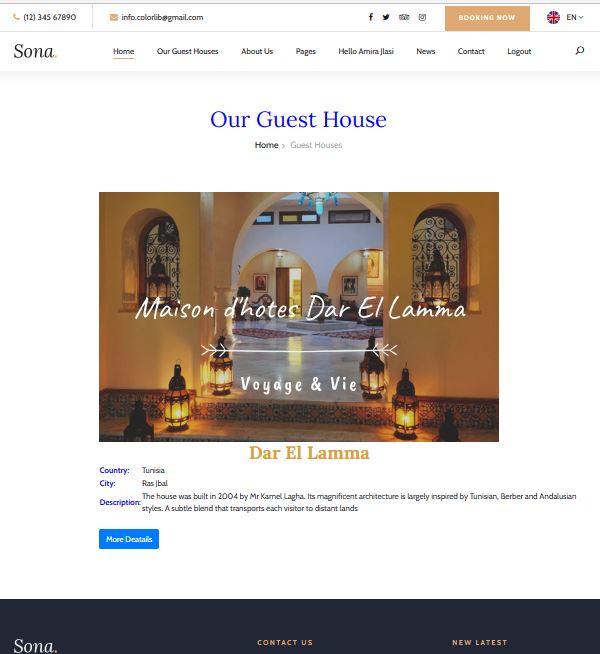 (12) 345 67890
info.colorlib@gmail.com
BOOKING NOW
EN
Sona.
Home
Our Guest Houses
About Us
Pages
Hello Amira Jlasi
News
Contact
Logout
Our Guest House
Home
Guest Houses
Maison d'hotes Dar El Lamma
Voyage & Vie
Dar El Lamma
Country: Tunisia
City: Ras Jbal
Description: The house was built in 2004 by Mr Kamel Lagha. Its magnificent architecture is largely inspired by Tunisian, Berber and Andalusian
styles. A subtle blend that transports each visitor to distant lands
More Deatails
Sona.
CONTACT US
NEW LATEST